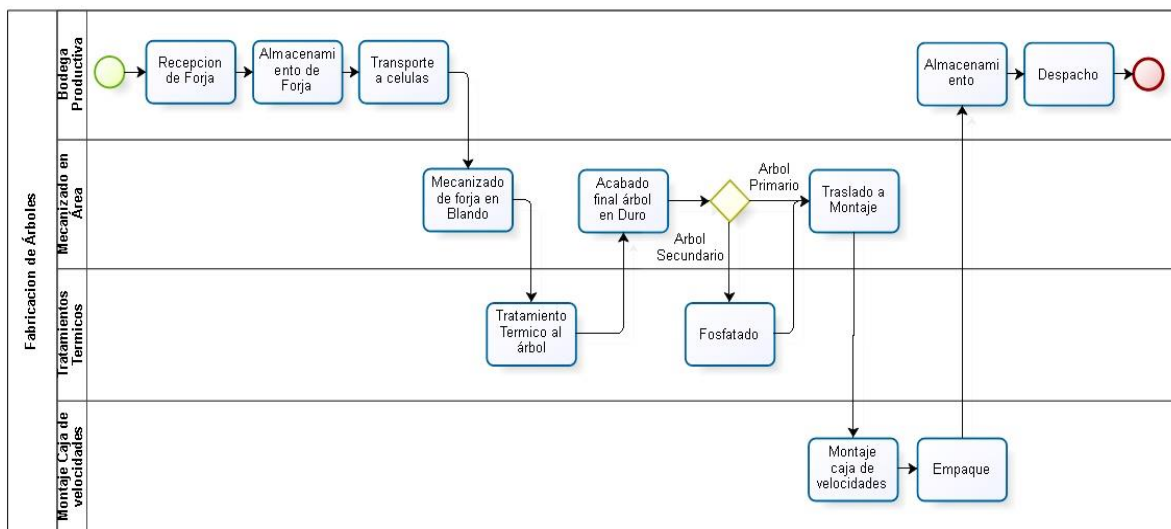 Fabricacion de Árboles
Bodega
Productiva
Recepcion
de Forja
Almacenami
ento de
Forja
Transporte
a celulas
Almacenami
ento
Despacho
Mecanizado en
Área
Mecanizado
de forja en
Blando
Acabado
final árbol
en Duro
Arbol
Primario
Arbol
Secundario
Traslado a
Montaje
Tratamientos
Termicos
Tratamiento
Termico al
árbol
Fosfatado
Montaje Caja de
velocidades
Montaje
caja de
velocidades
Empaque